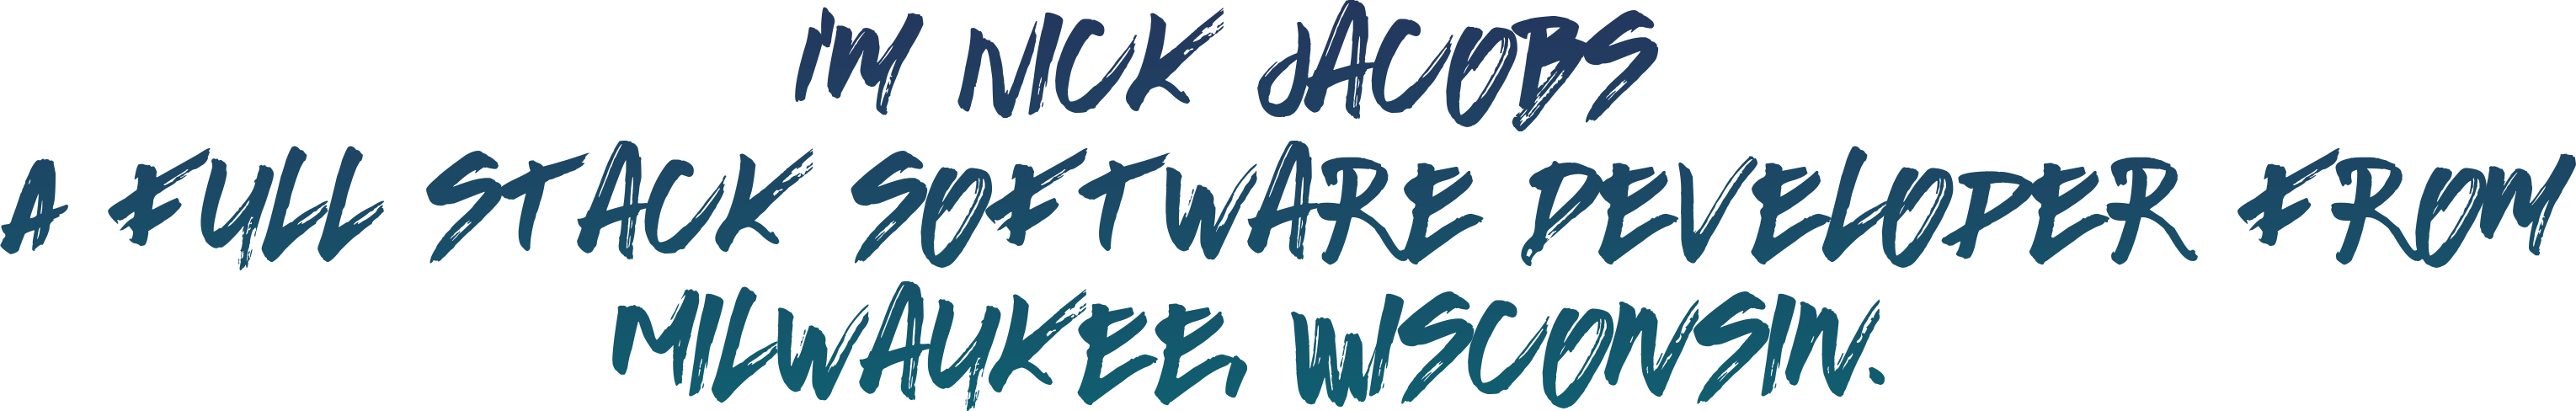 I'M NICK JACOBS
A FULL STACK SOFTWARE DEVELOPER FROM
MILWAUKEE, WISCONSIN.